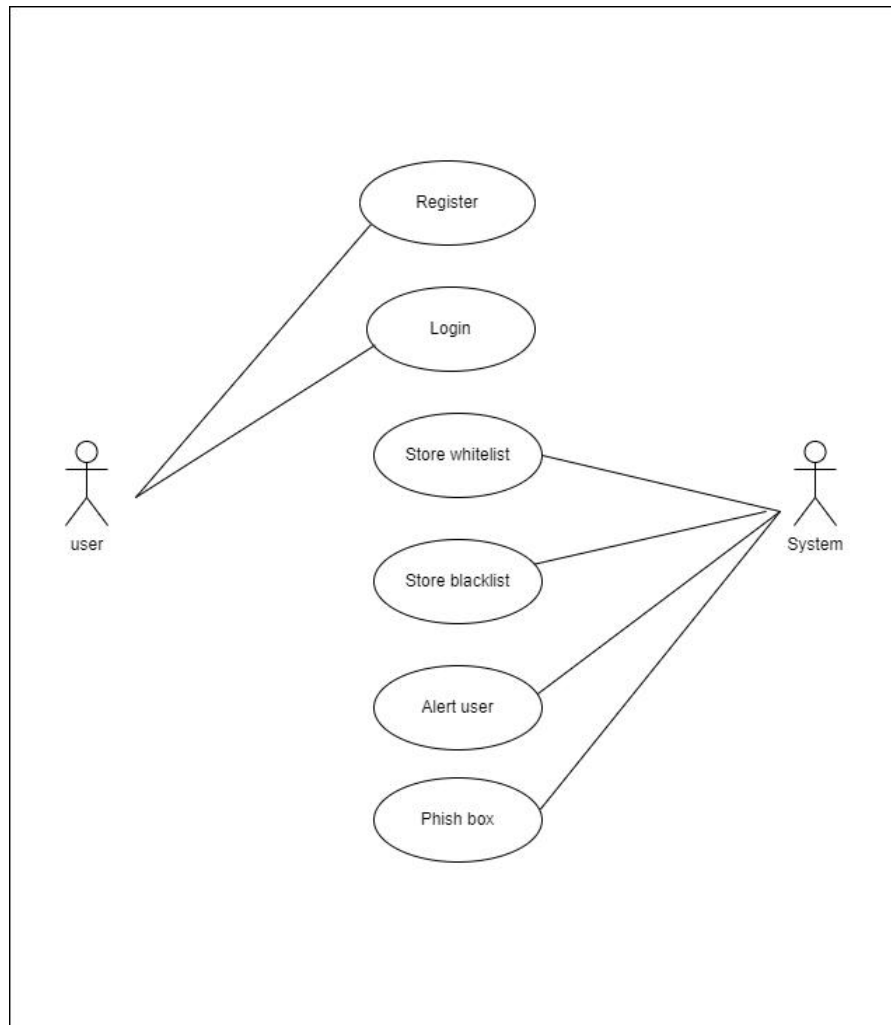 Register
Login
Store whitelist
user
System
Store blacklist
Alert user
Phish box